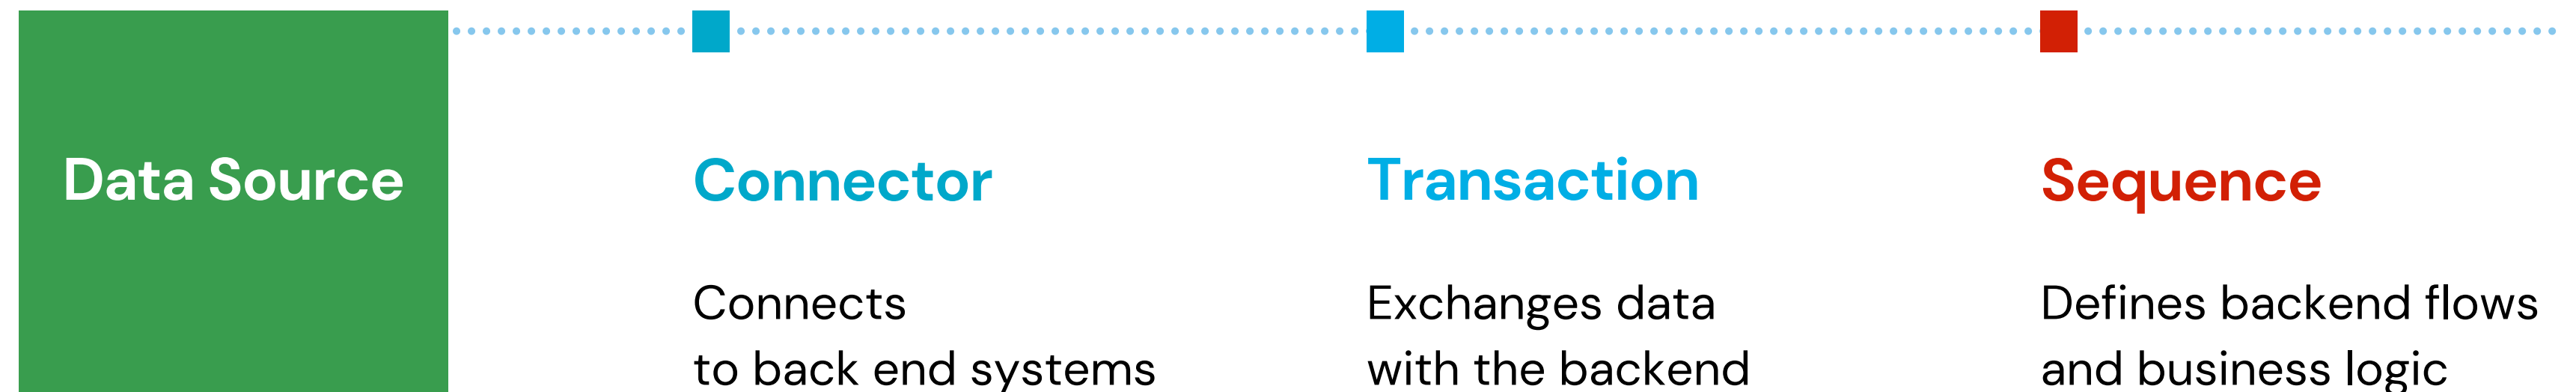 Data Source
Connector
Connects
to back end systems
Transaction
Exchanges data
with the backend
Sequence
Defines backend flows
and business logic